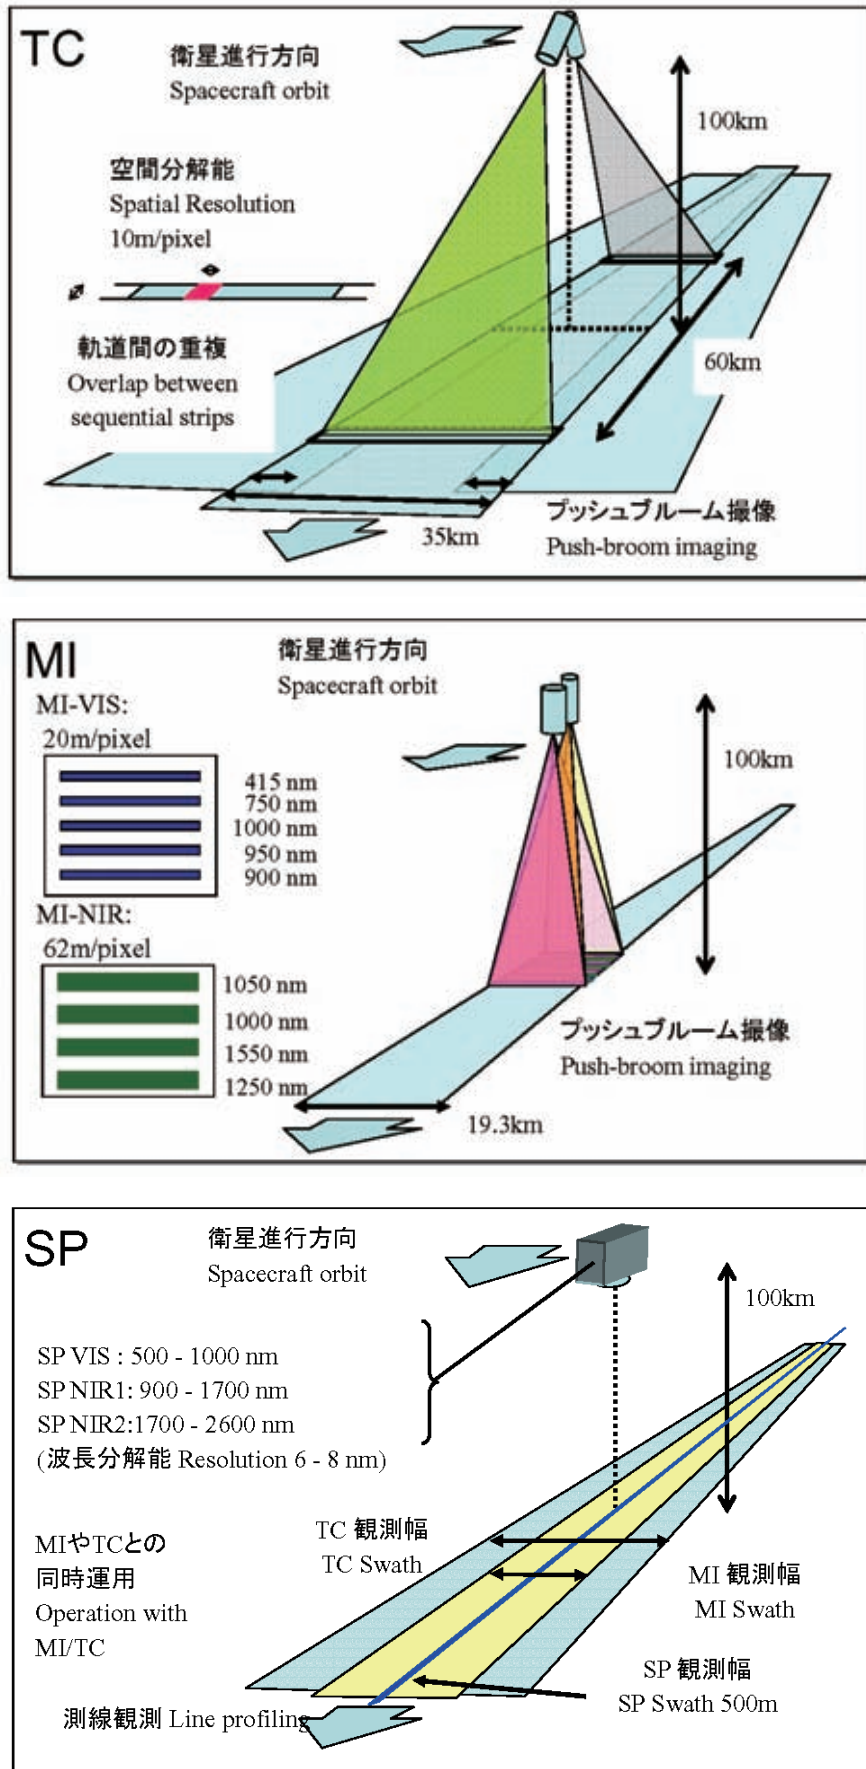 TC
衛星進行方向
Spacecraft orbit
100km
空間分解能
Spatial Resolution
10m/pixel
軌道間の重複
Overlap between
sequential strips
60km
35km
プッシュブルーム撮像
Push-broom imaging
MI
衛星進行方向
Spacecraft orbit
MI-VIS:
20m/pixel
415 nm
750 nm
1000 nm
950 nm
900 nm
100km
MI-NIR:
62m/pixel
1050 nm
1000 nm
1550 nm
1250 nm
プッシュブルーム撮像
Push-broom imaging
19.3km
SP
衛星進行方向
Spacecraft orbit
100km
SP VIS : 500 - 1000 nm
SP NIR1: 900 - 1700 nm
SP NIR2:1700 - 2600 nm
(波長分解能 Resolution 6 - 8 nm)
TC 観測幅
TC Swath
MIやTCとの
同時運用
Operation with
MI/TC
MI 観測幅
MI Swath
SP 観測幅
SP Swath 500m
測線観測 Line profiling